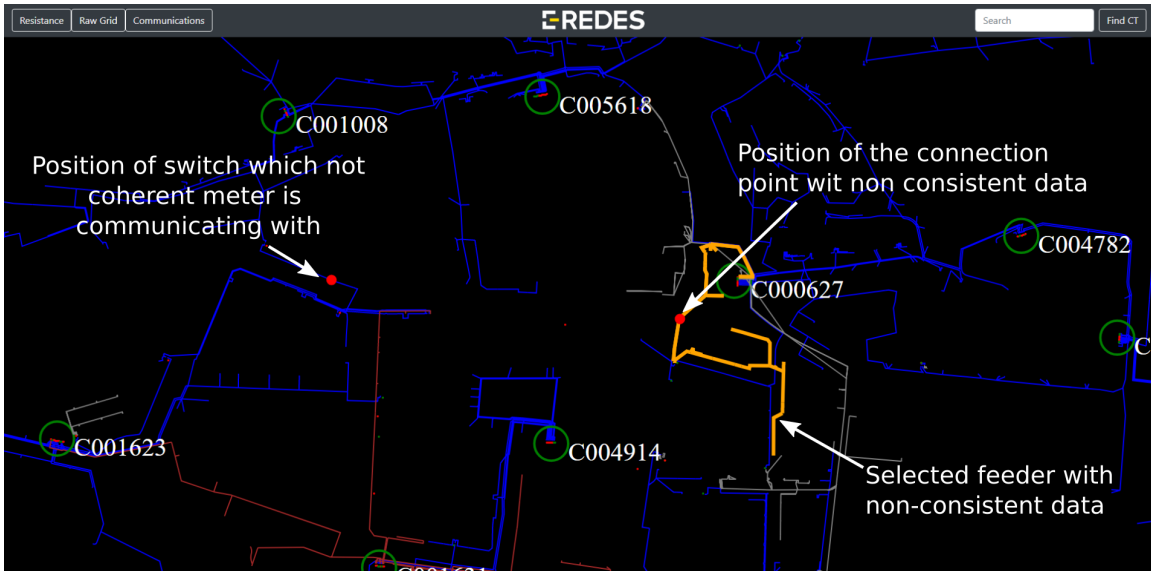 Resistance
Raw Grid
Communications
E-REDES
Search
Find CT
C005618
C001008
Position of switch which not
coherent meter is
communicating with
Position of the connection
point wit non consistent data
C004782
C000627
C
C001623
C004914
Selected feeder with
non-consistent data